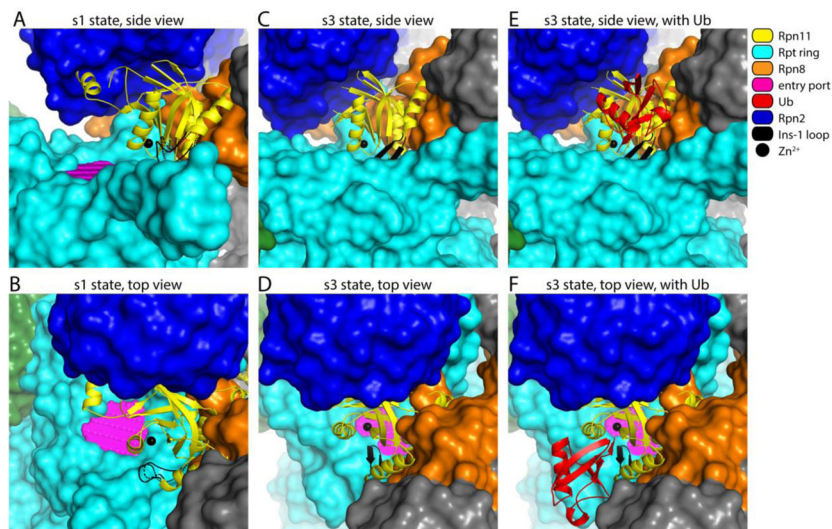 A
s1 state, side view
C
s3 state, side view
E
s3 state, side view, with Ub
Rpn11
Rpt ring
Rpn8
entry port
Ub
Rpn2
Ins-1 loop
Zn²⁺
B
s1 state, top view
D
s3 state, top view
F
s3 state, top view, with Ub